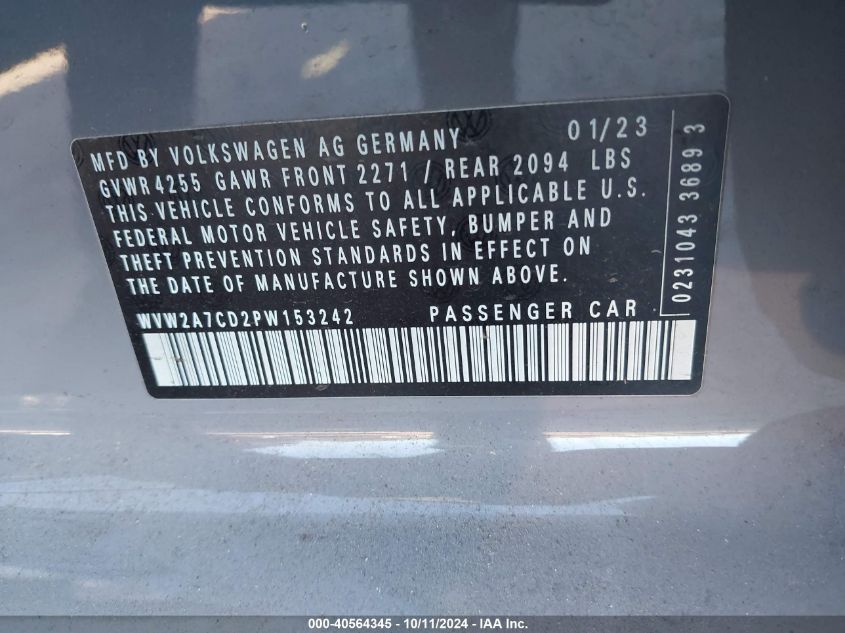 MFD BY VOLKSWAGEN AG GERMANY 01/23
GVWR 4255 GAWR FRONT 2271 / REAR 2094 LBS
THIS VEHICLE CONFORMS TO ALL APPLICABLE U.S.
FEDERAL MOTOR VEHICLE SAFETY, BUMPER AND
THEFT PREVENTION STANDARDS IN EFFECT ON
THE DATE OF MANUFACTURE SHOWN ABOVE.
WVW2A7CD2PW153242 PASSENGER CAR
0231043 3689 3
000-40564345 - 10/11/2024 - IAA Inc.